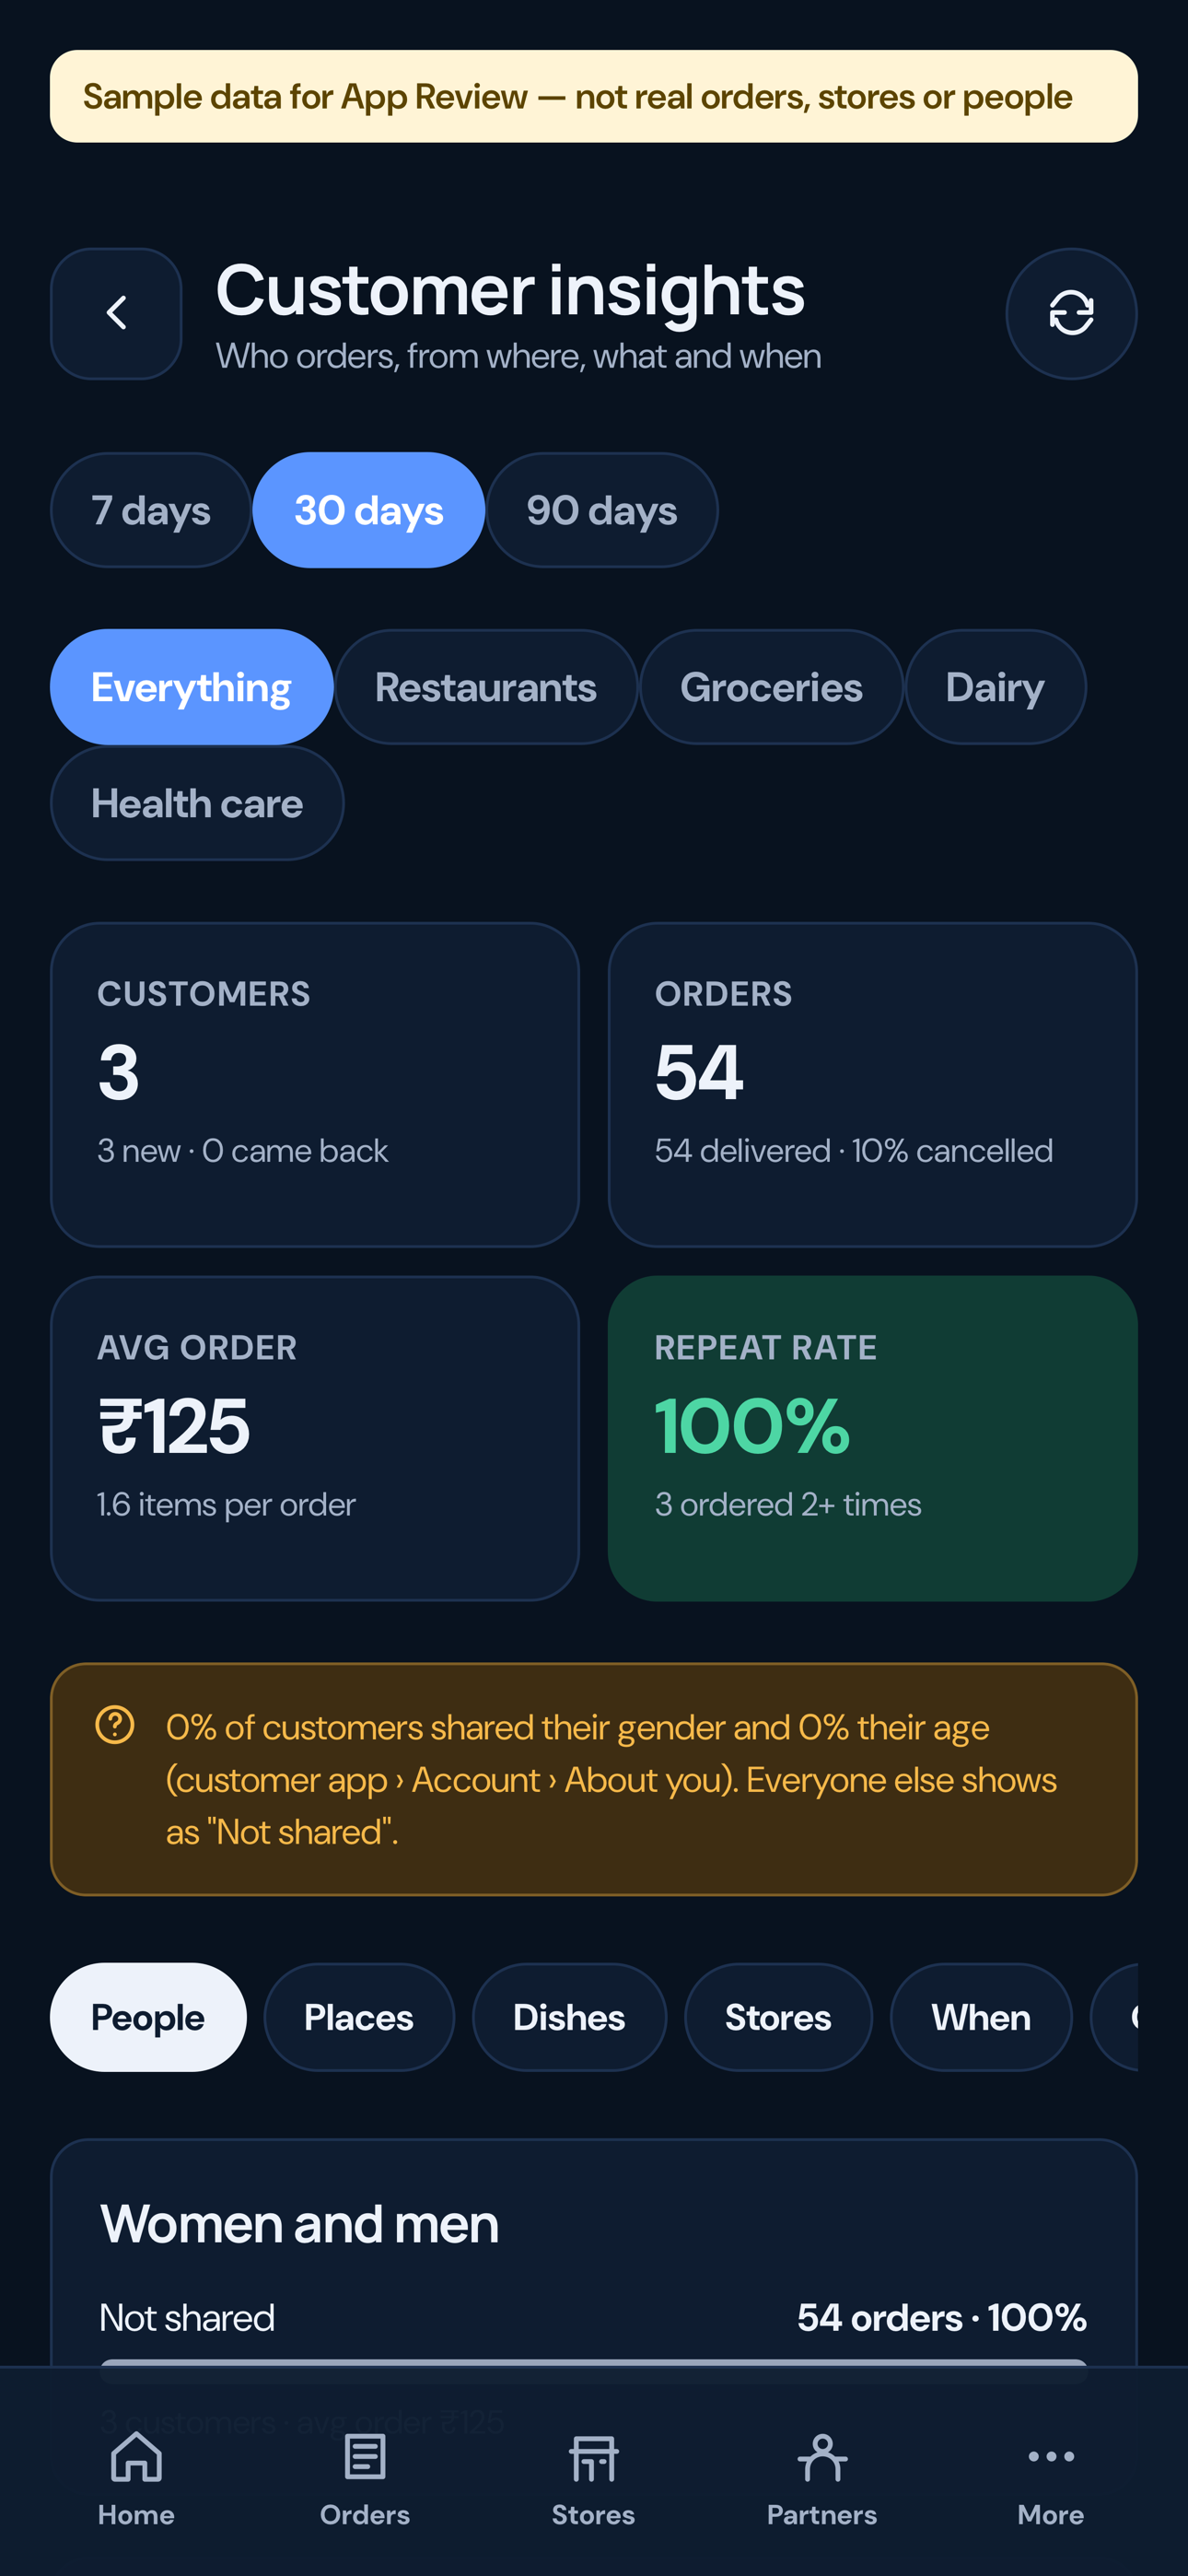 Sample data for App Review — not real orders, stores or people
Customer insights
Who orders, from where, what and when
7 days 30 days 90 days
Everything Restaurants Groceries Dairy
Health care
CUSTOMERS
3
3 new · 0 came back
ORDERS
54
54 delivered · 10% cancelled
AVG ORDER
₹125
1.6 items per order
REPEAT RATE
100%
3 ordered 2+ times
0% of customers shared their gender and 0% their age
(customer app › Account › About you). Everyone else shows
as "Not shared".
People Places Dishes Stores When
Women and men
Not shared 54 orders · 100%
3 customers · avg order ₹125
Home Orders Stores Partners More